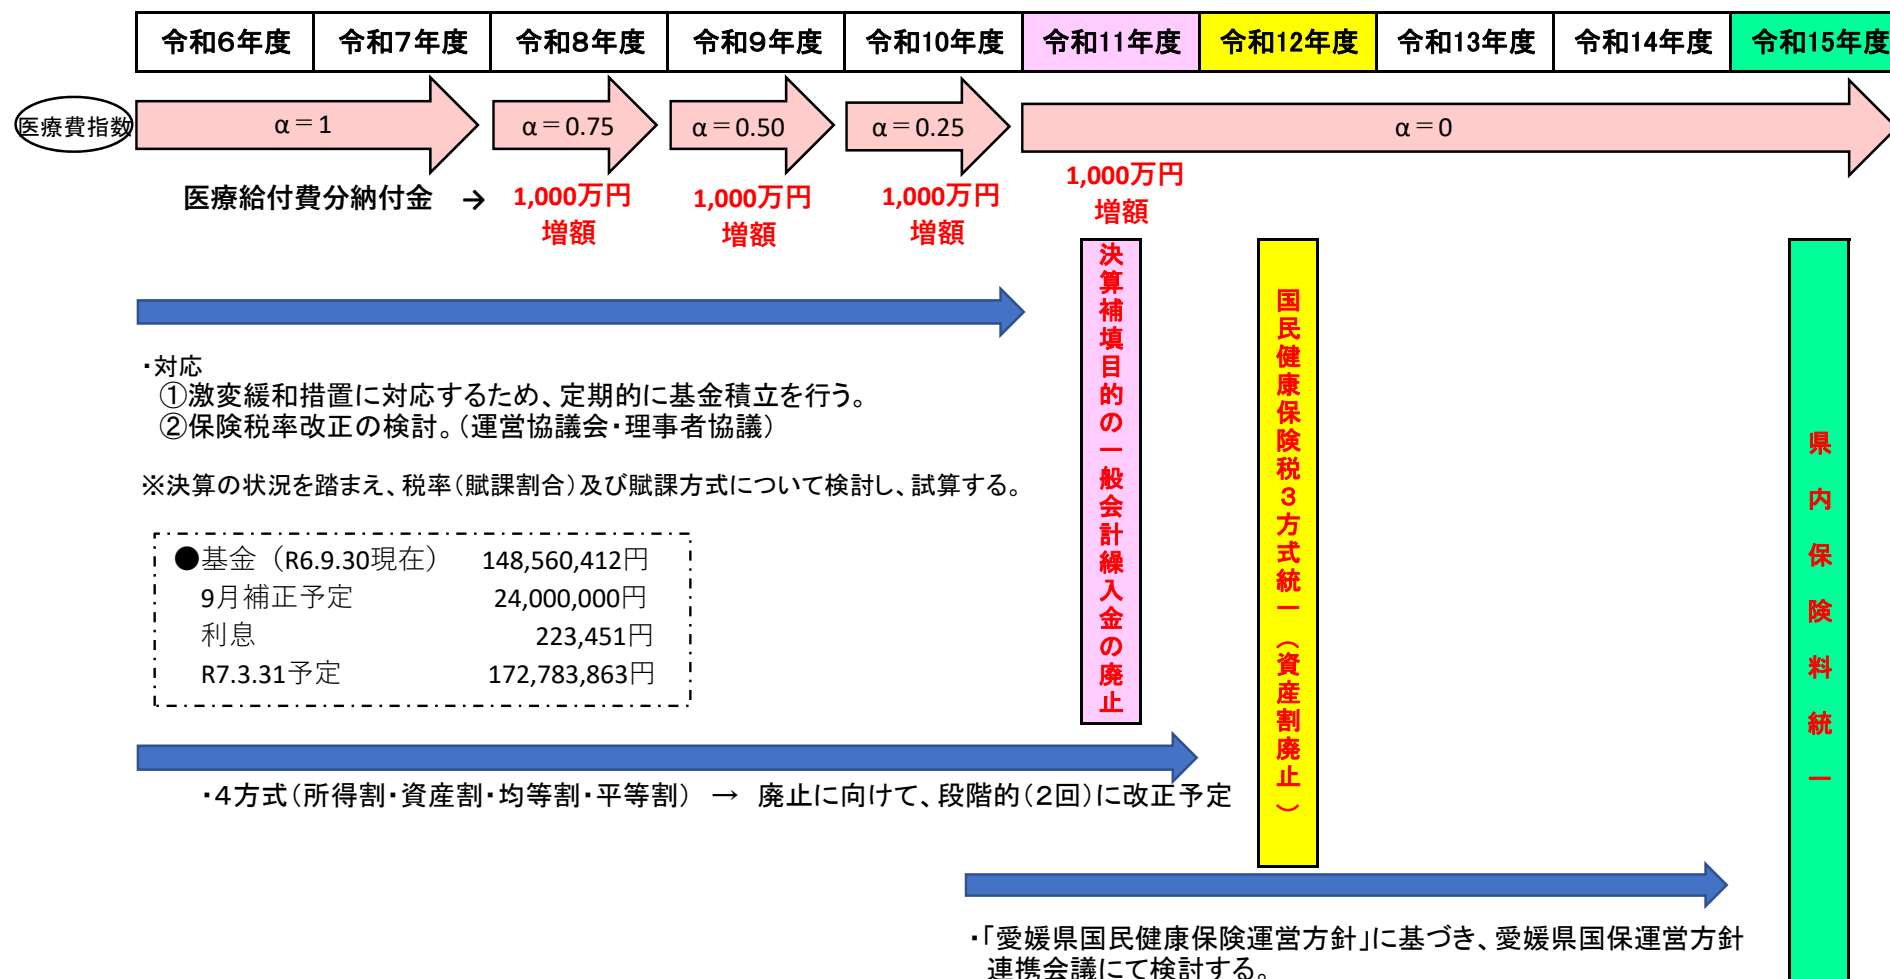 令和6年度 令和7年度 令和8年度 令和9年度 令和10年度 令和11年度 令和12年度 令和13年度 令和14年度 令和15年度
医療費指数 α＝1 α＝0.75 α＝0.50 α＝0.25 α＝0
医療給付費分納付金 → 1,000万円 1,000万円 1,000万円 1,000万円
増額 増額 増額 増額
決算補填目的の一般会計繰入金の廃止
国民健康保険税３方式統一（資産割廃止）
県内保険料統一
・対応
①激変緩和措置に対応するため、定期的に基金積立を行う。
②保険税率改正の検討。（運営協議会・理事者協議）
※決算の状況を踏まえ、税率（賦課割合）及び賦課方式について検討し、試算する。
●基金（R6.9.30現在） 148,560,412円
9月補正予定 24,000,000円
利息 223,451円
R7.3.31予定 172,783,863円
・４方式（所得割・資産割・均等割・平等割） → 廃止に向けて、段階的（２回）に改正予定
・「愛媛県国民健康保険運営方針」に基づき、愛媛県国保運営方針
連携会議にて検討する。